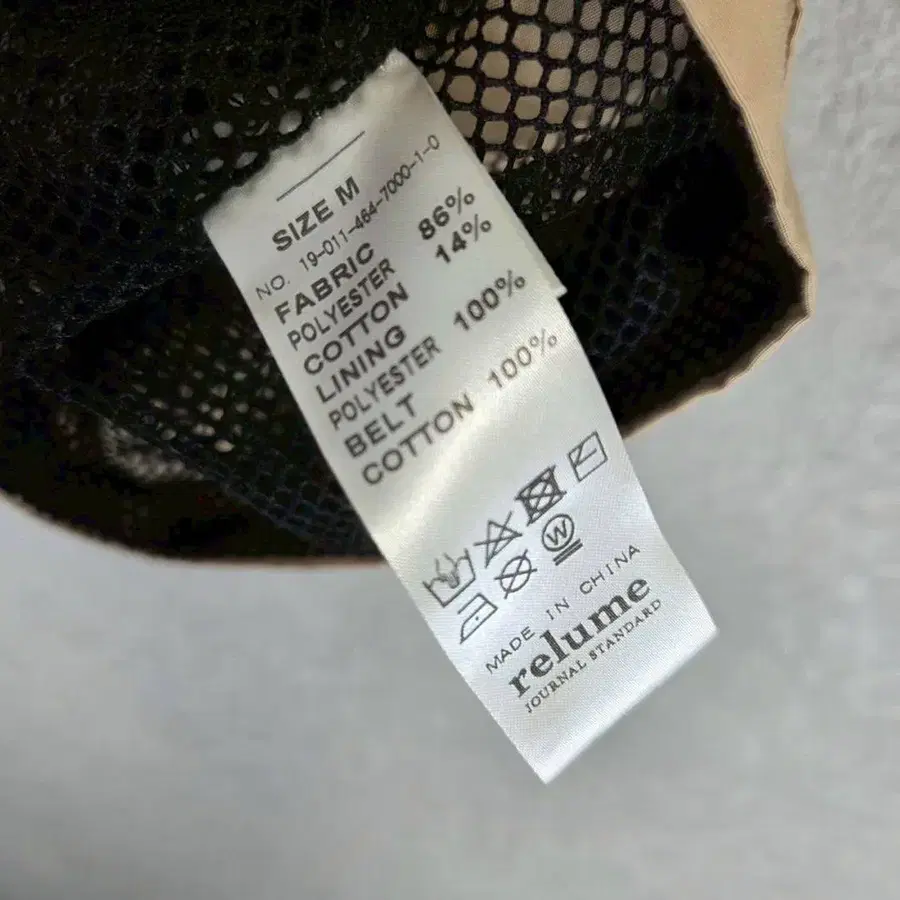 SIZE M
NO. 19-011-464-7000-1-0
FABRIC
POLYESTER 86%
COTTON 14%
LINING
POLYESTER 100%
BELT
COTTON 100%
W
MADE IN CHINA
relume
JOURNAL STANDARD